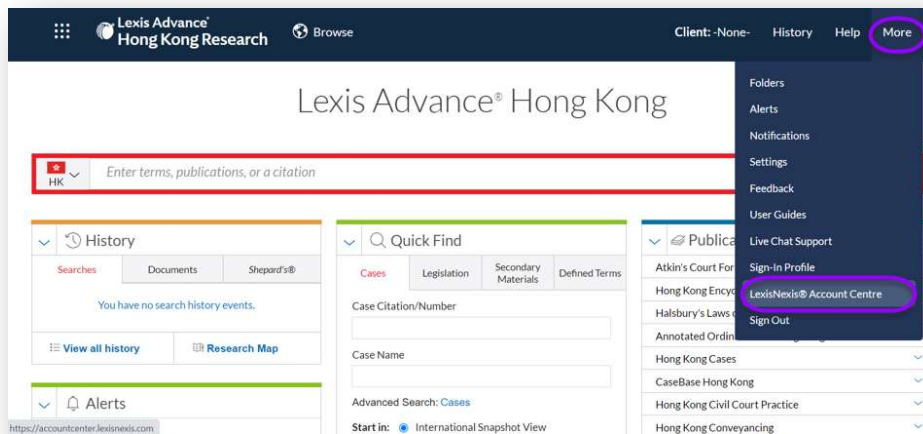 Lexis Advance®
Hong Kong Research
Browse
Client: -None-
History
Help
More
Folders
Alerts
Notifications
Settings
Feedback
User Guides
Live Chat Support
Sign-In Profile
LexisNexis® Account Centre
Sign Out
Lexis Advance® Hong Kong
HK
Enter terms, publications, or a citation
History
Searches
Documents
Shepard's®
You have no search history events.
View all history
Research Map
Alerts
https://accountcenter.lexisnexis.com
Quick Find
Cases
Legislation
Secondary
Materials
Defined Terms
Case Citation/Number
Case Name
Advanced Search: Cases
Start in: International Snapshot View
Publica
Atkin's Court For
Hong Kong Encyc
Halsbury's Laws
Annotated Ordin
Hong Kong Cases
CaseBase Hong Kong
Hong Kong Civil Court Practice
Hong Kong Conveyancing